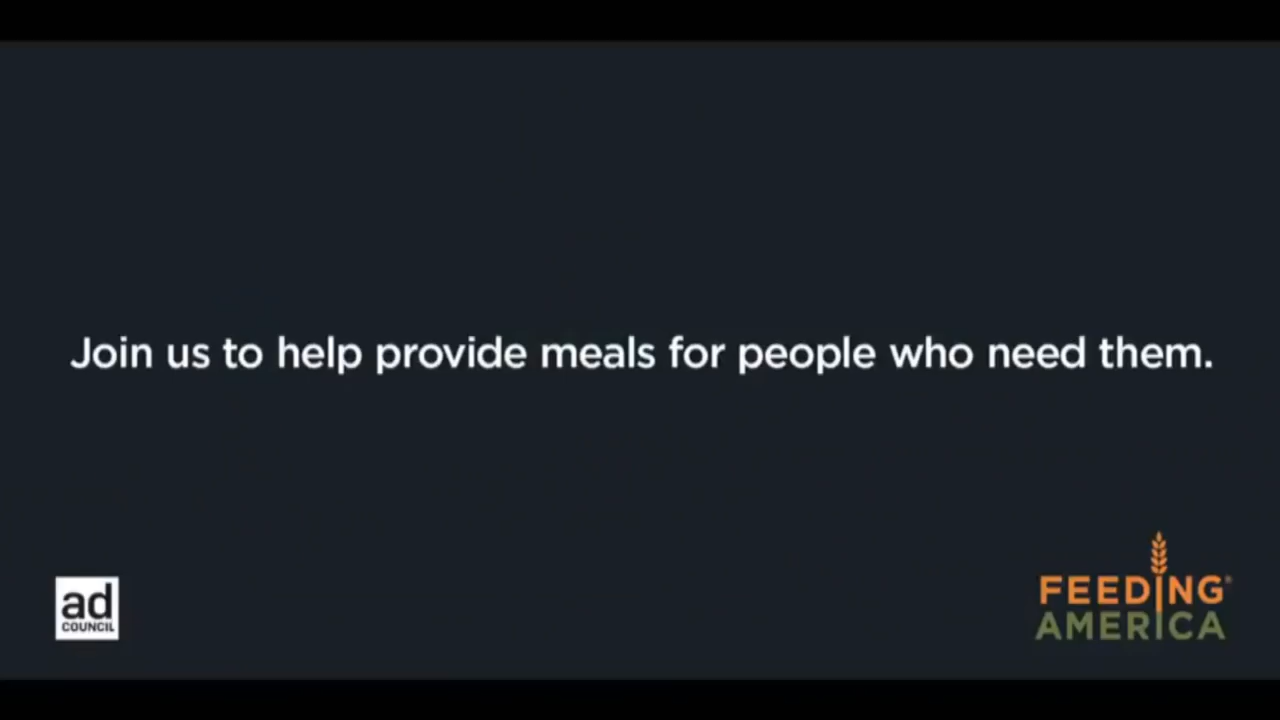 Join us to help provide meals for people who need them.
ad
COUNCIL
FEEDING®
AMERICA